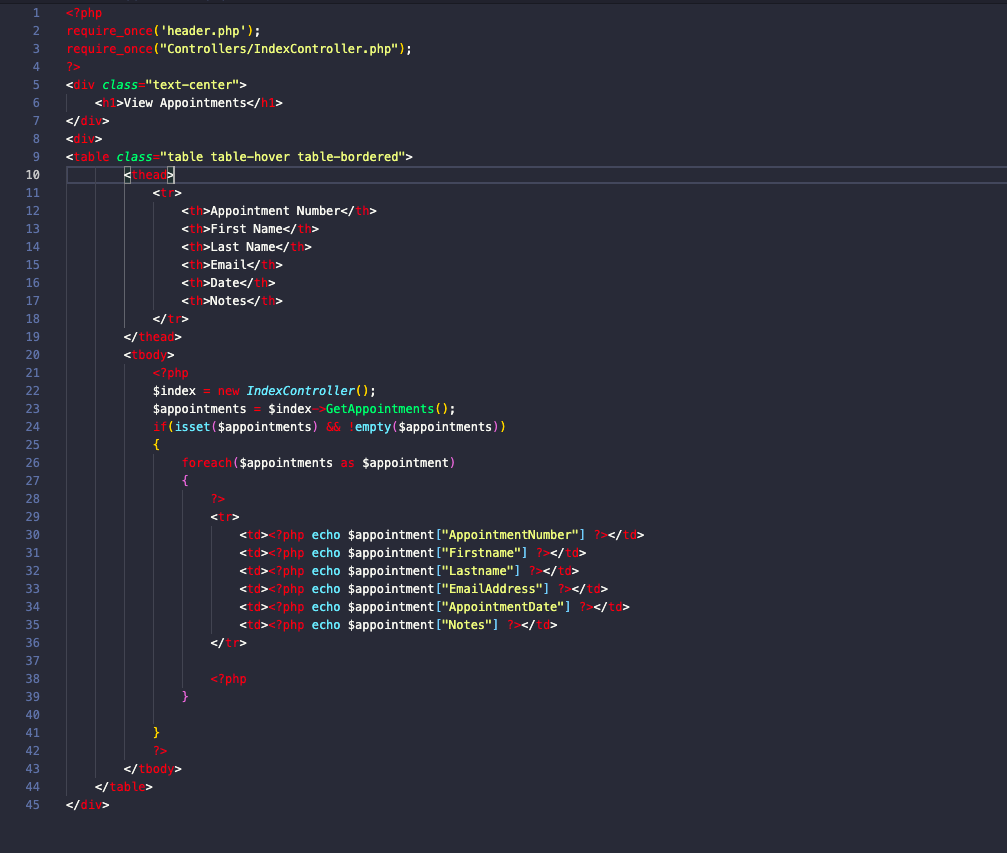 1 <?php
2 require_once('header.php');
3 require_once("Controllers/IndexController.php");
4 ?>
5 <div class="text-center">
6     <h1>View Appointments</h1>
7 </div>
8 <div>
9 <table class="table table-hover table-bordered">
10         <thead>
11             <tr>
12                 <th>Appointment Number</th>
13                 <th>First Name</th>
14                 <th>Last Name</th>
15                 <th>Email</th>
16                 <th>Date</th>
17                 <th>Notes</th>
18             </tr>
19         </thead>
20         <tbody>
21             <?php
22             $index = new IndexController();
23             $appointments = $index->GetAppointments();
24             if(isset($appointments) && !empty($appointments))
25             {
26                 foreach($appointments as $appointment)
27                 {
28                     ?>
29                     <tr>
30                         <td><?php echo $appointment["AppointmentNumber"] ?></td>
31                         <td><?php echo $appointment["Firstname"] ?></td>
32                         <td><?php echo $appointment["Lastname"] ?></td>
33                         <td><?php echo $appointment["EmailAddress"] ?></td>
34                         <td><?php echo $appointment["AppointmentDate"] ?></td>
35                         <td><?php echo $appointment["Notes"] ?></td>
36                     </tr>
37
38                     <?php
39                 }
40
41             }
42             ?>
43         </tbody>
44     </table>
45 </div>